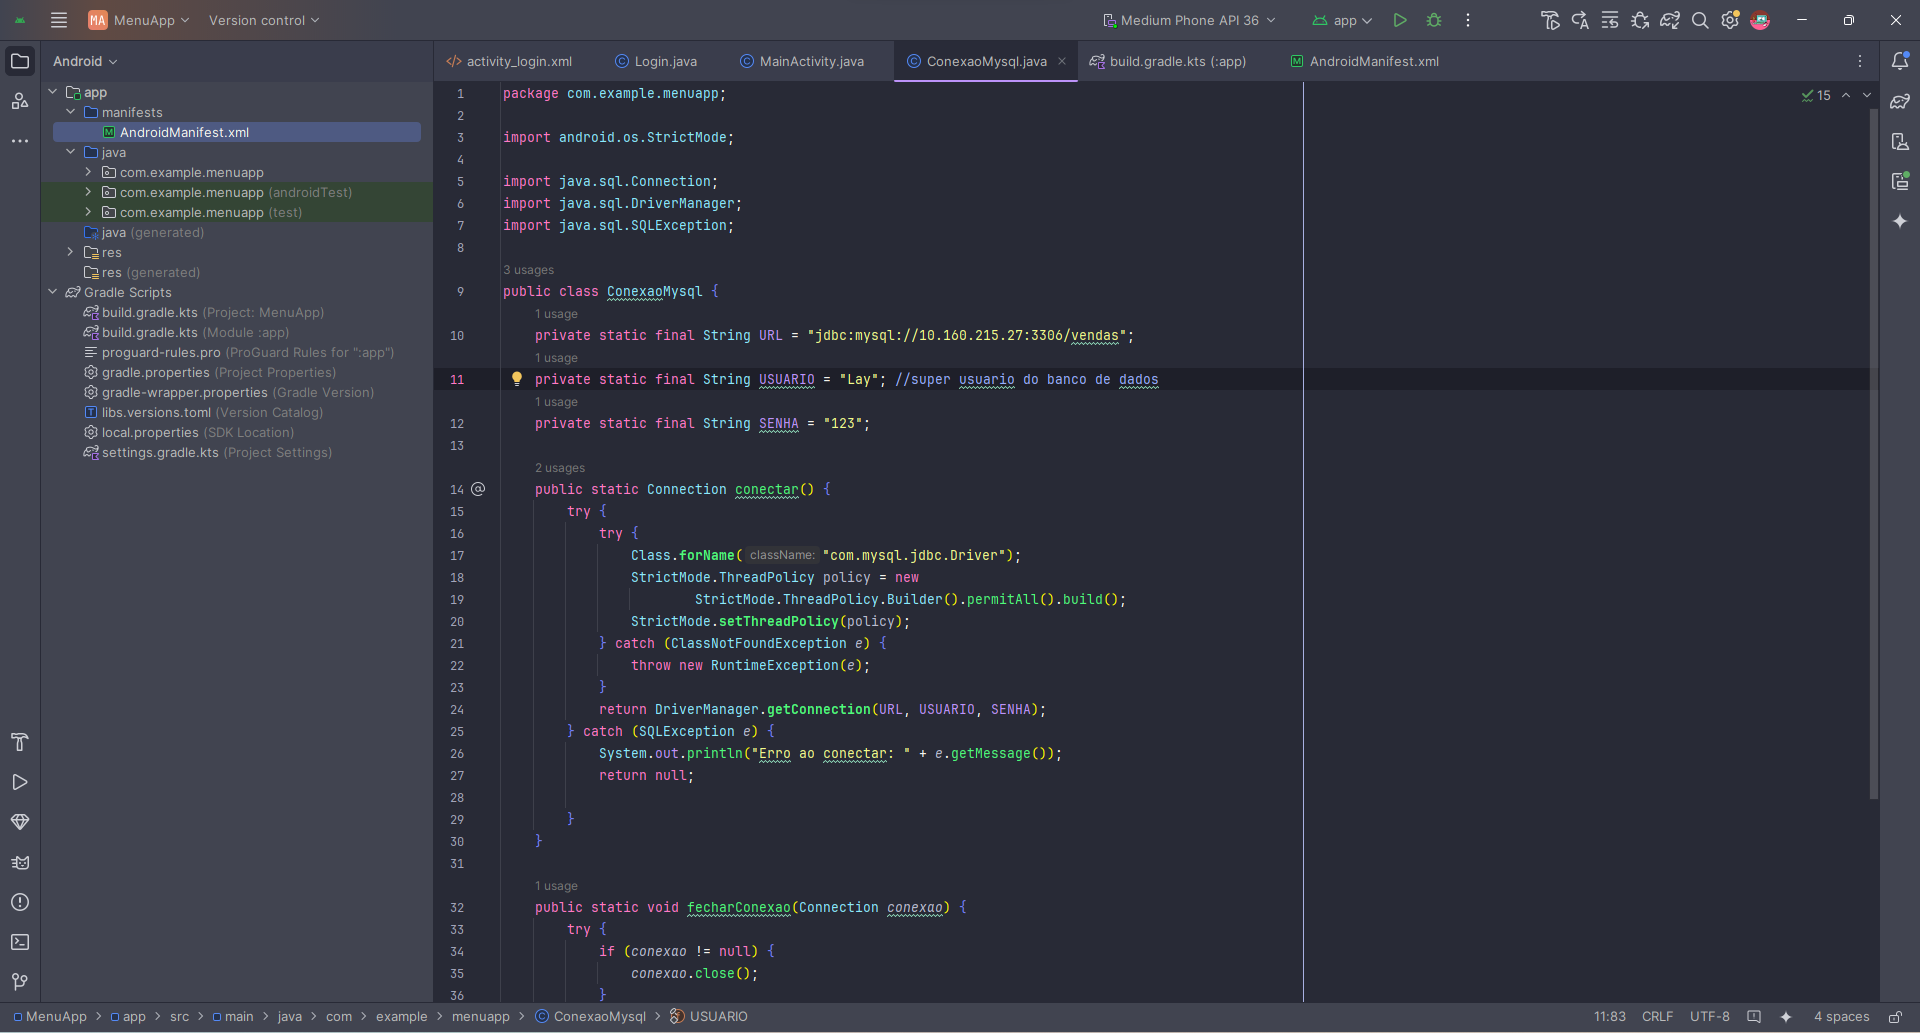 MA MenuApp Version control Medium Phone API 36 app
Android
activity_login.xml Login.java MainActivity.java ConexaoMysql.java build.gradle.kts (:app) AndroidManifest.xml
app
manifests
AndroidManifest.xml
java
com.example.menuapp
com.example.menuapp (androidTest)
com.example.menuapp (test)
java (generated)
res
res (generated)
Gradle Scripts
build.gradle.kts (Project: MenuApp)
build.gradle.kts (Module :app)
proguard-rules.pro (ProGuard Rules for ":app")
gradle.properties (Project Properties)
gradle-wrapper.properties (Gradle Version)
libs.versions.toml (Version Catalog)
local.properties (SDK Location)
settings.gradle.kts (Project Settings)
15
1 package com.example.menuapp;
2
3 import android.os.StrictMode;
4
5 import java.sql.Connection;
6 import java.sql.DriverManager;
7 import java.sql.SQLException;
8
3 usages
9 public class ConexaoMysql {
1 usage
10 private static final String URL = "jdbc:mysql://10.160.215.27:3306/vendas";
1 usage
11 private static final String USUARIO = "Lay"; //super usuario do banco de dados
1 usage
12 private static final String SENHA = "123";
13
2 usages
14 public static Connection conectar() {
15 try {
16 try {
17 Class.forName( className: "com.mysql.jdbc.Driver");
18 StrictMode.ThreadPolicy policy = new
19 StrictMode.ThreadPolicy.Builder().permitAll().build();
20 StrictMode.setThreadPolicy(policy);
21 } catch (ClassNotFoundException e) {
22 throw new RuntimeException(e);
23 }
24 return DriverManager.getConnection(URL, USUARIO, SENHA);
25 } catch (SQLException e) {
26 System.out.println("Erro ao conectar: " + e.getMessage());
27 return null;
28
29 }
30 }
31
1 usage
32 public static void fecharConexao(Connection conexao) {
33 try {
34 if (conexao != null) {
35 conexao.close();
36 }
MenuApp > app > src > main > java > com > example > menuapp > ConexaoMysql > USUARIO 11:83 CRLF UTF-8 4 spaces